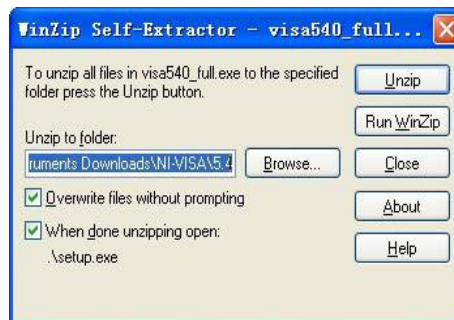 WinZip Self-Extractor - visa540_full...
To unzip all files in visa540_full.exe to the specified
folder press the Unzip button.
Unzip
Run WinZip
Unzip to folder:
ruments Downloads\NI-VISA\5.4
Browse...
Close
Overwrite files without prompting
About
When done unzipping open:
.\setup.exe
Help